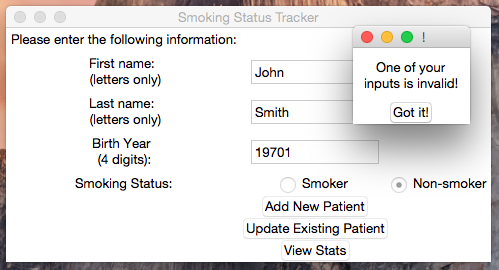 Smoking Status Tracker
Please enter the following information:
!
One of your
inputs is invalid!
Got it!
First name:
(letters only)
John
Last name:
(letters only)
Smith
Birth Year
(4 digits):
19701
Smoking Status:
Smoker
Non-smoker
Add New Patient
Update Existing Patient
View Stats